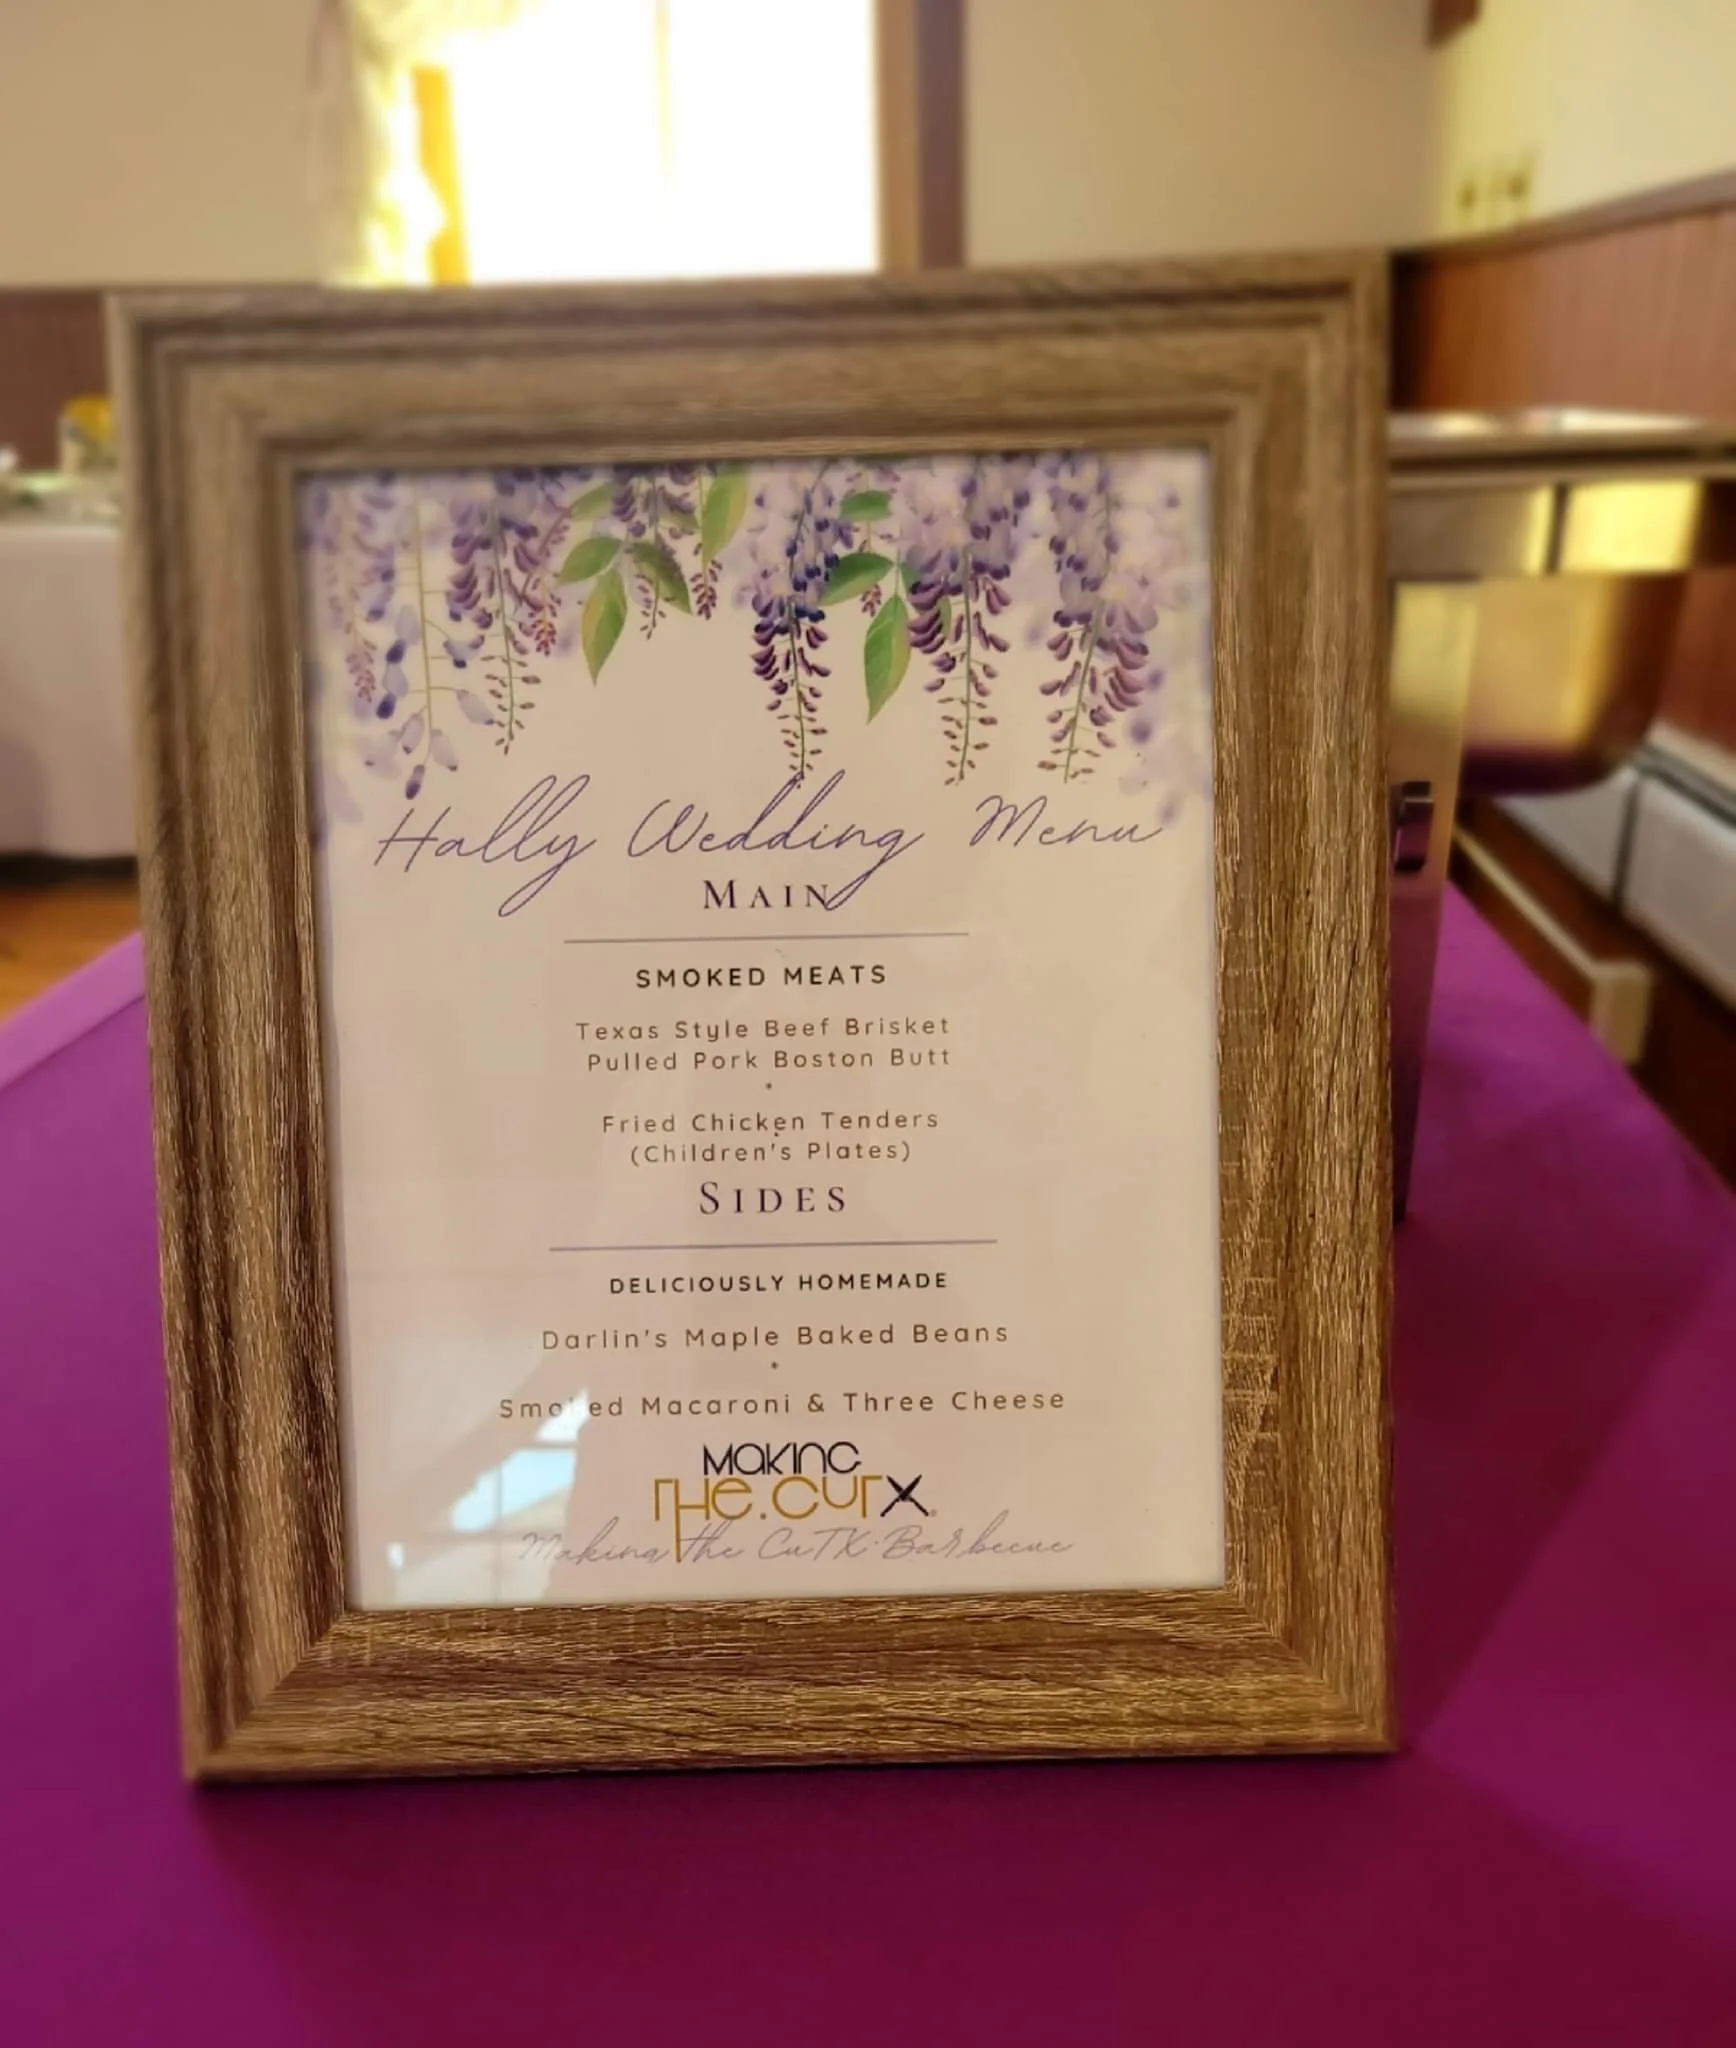 Hally Wedding Menu
MAIN
SMOKED MEATS
Texas Style Beef Brisket
Pulled Pork Boston Butt
Fried Chicken Tenders
(Children's Plates)
SIDES
DELICIOUSLY HOMEMADE
Darlin's Maple Baked Beans
Smoked Macaroni & Three Cheese
MAKING
THE.CUTX
Making the CuTX Barbecue